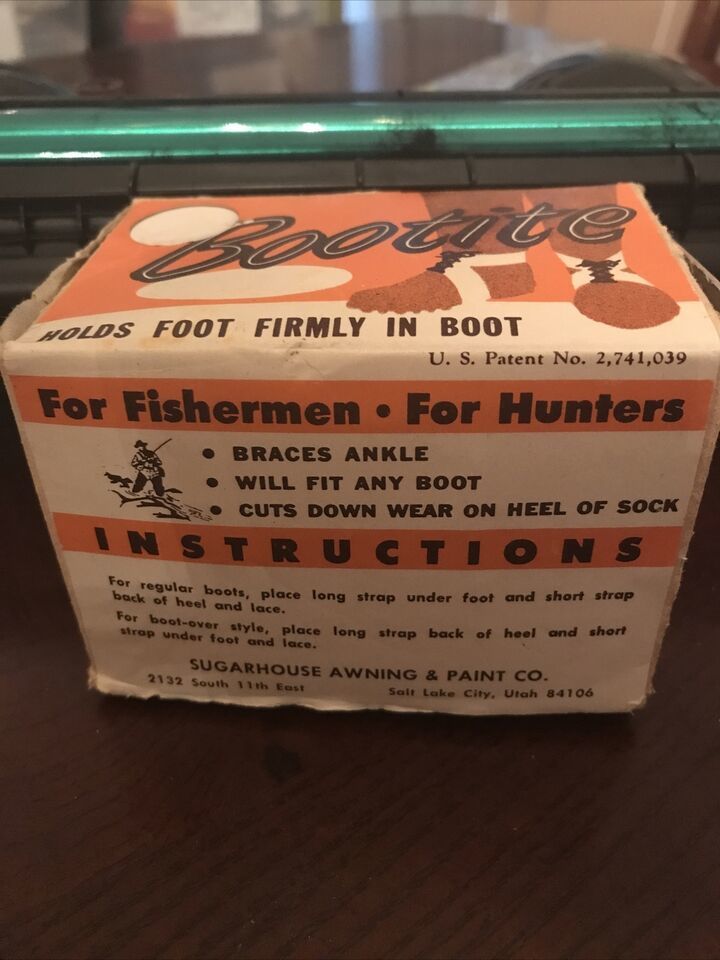 Bootite
HOLDS FOOT FIRMLY IN BOOT
U. S. Patent No. 2,741,039
For Fishermen • For Hunters
• BRACES ANKLE
• WILL FIT ANY BOOT
• CUTS DOWN WEAR ON HEEL OF SOCK
INSTRUCTIONS
For regular boots, place long strap under foot and short strap
back of heel and lace.
For boot-over style, place long strap back of heel and short
strap under foot and lace.
SUGARHOUSE AWNING & PAINT CO.
2132 South 11th East Salt Lake City, Utah 84106